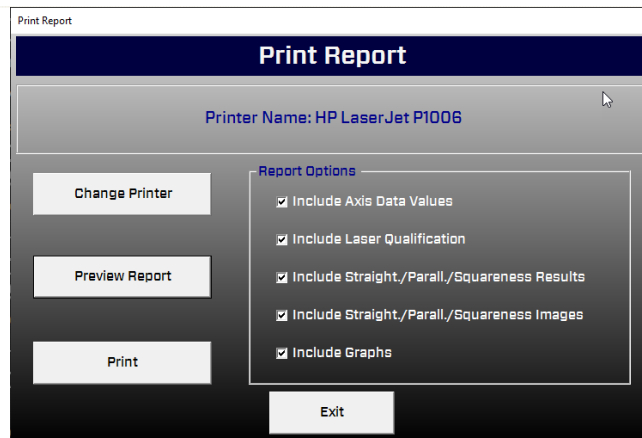 Print Report
Print Report
Printer Name: HP LaserJet P1006
Change Printer
Preview Report
Print
Report Options
Include Axis Data Values
Include Laser Qualification
Include Straight./Parall./Squareness Results
Include Straight./Parall./Squareness Images
Include Graphs
Exit